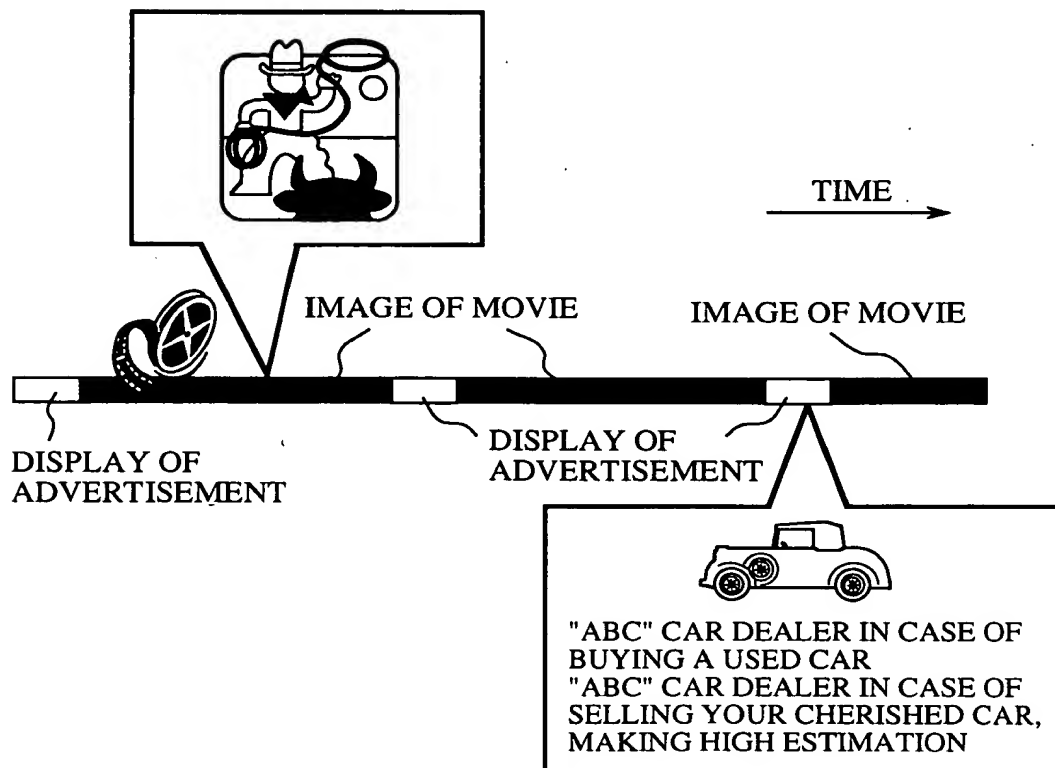 TIME
IMAGE OF MOVIE
IMAGE OF MOVIE
DISPLAY OF
ADVERTISEMENT
DISPLAY OF
ADVERTISEMENT
"ABC" CAR DEALER IN CASE OF
BUYING A USED CAR
"ABC" CAR DEALER IN CASE OF
SELLING YOUR CHERISHED CAR,
MAKING HIGH ESTIMATION